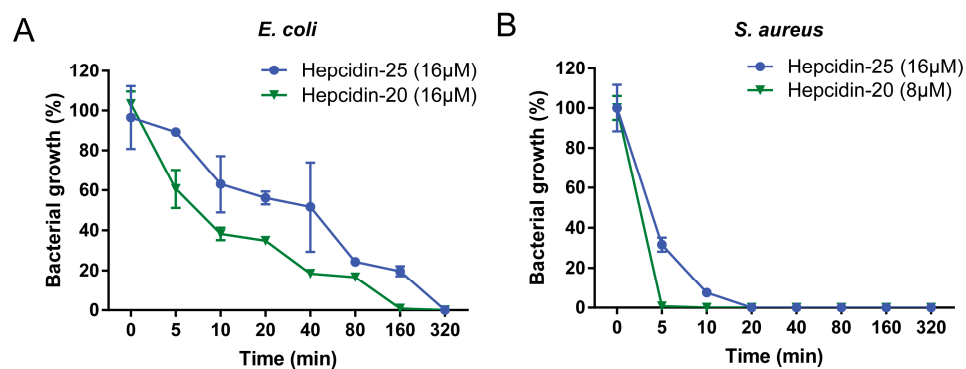 A
E. coli
Hepcidin-25 (16µM)
Hepcidin-20 (16µM)
Bacterial growth (%)
120
100
80
60
40
20
0
0 5 10 20 40 80 160 320
Time (min)
B
S. aureus
Hepcidin-25 (16µM)
Hepcidin-20 (8µM)
Bacterial growth (%)
120
100
80
60
40
20
0
0 5 10 20 40 80 160 320
Time (min)